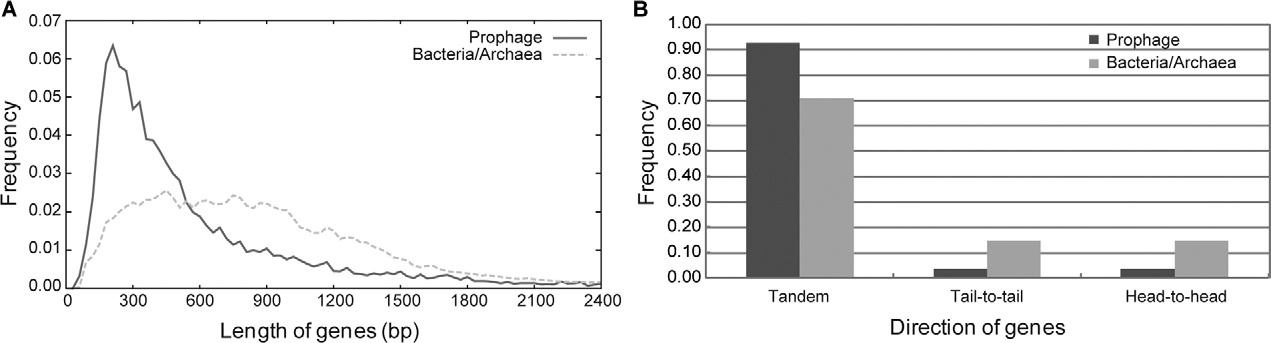 A
0.07
0.06
0.05
0.04
0.03
0.02
0.01
0.00
Frequency
Prophage
Bacteria/Archaea
0 300 600 900 1200 1500 1800 2100 2400
Length of genes (bp)
B
1.00
0.90
0.80
0.70
0.60
0.50
0.40
0.30
0.20
0.10
0.00
Frequency
Prophage
Bacteria/Archaea
Tandem Tail-to-tail Head-to-head
Direction of genes